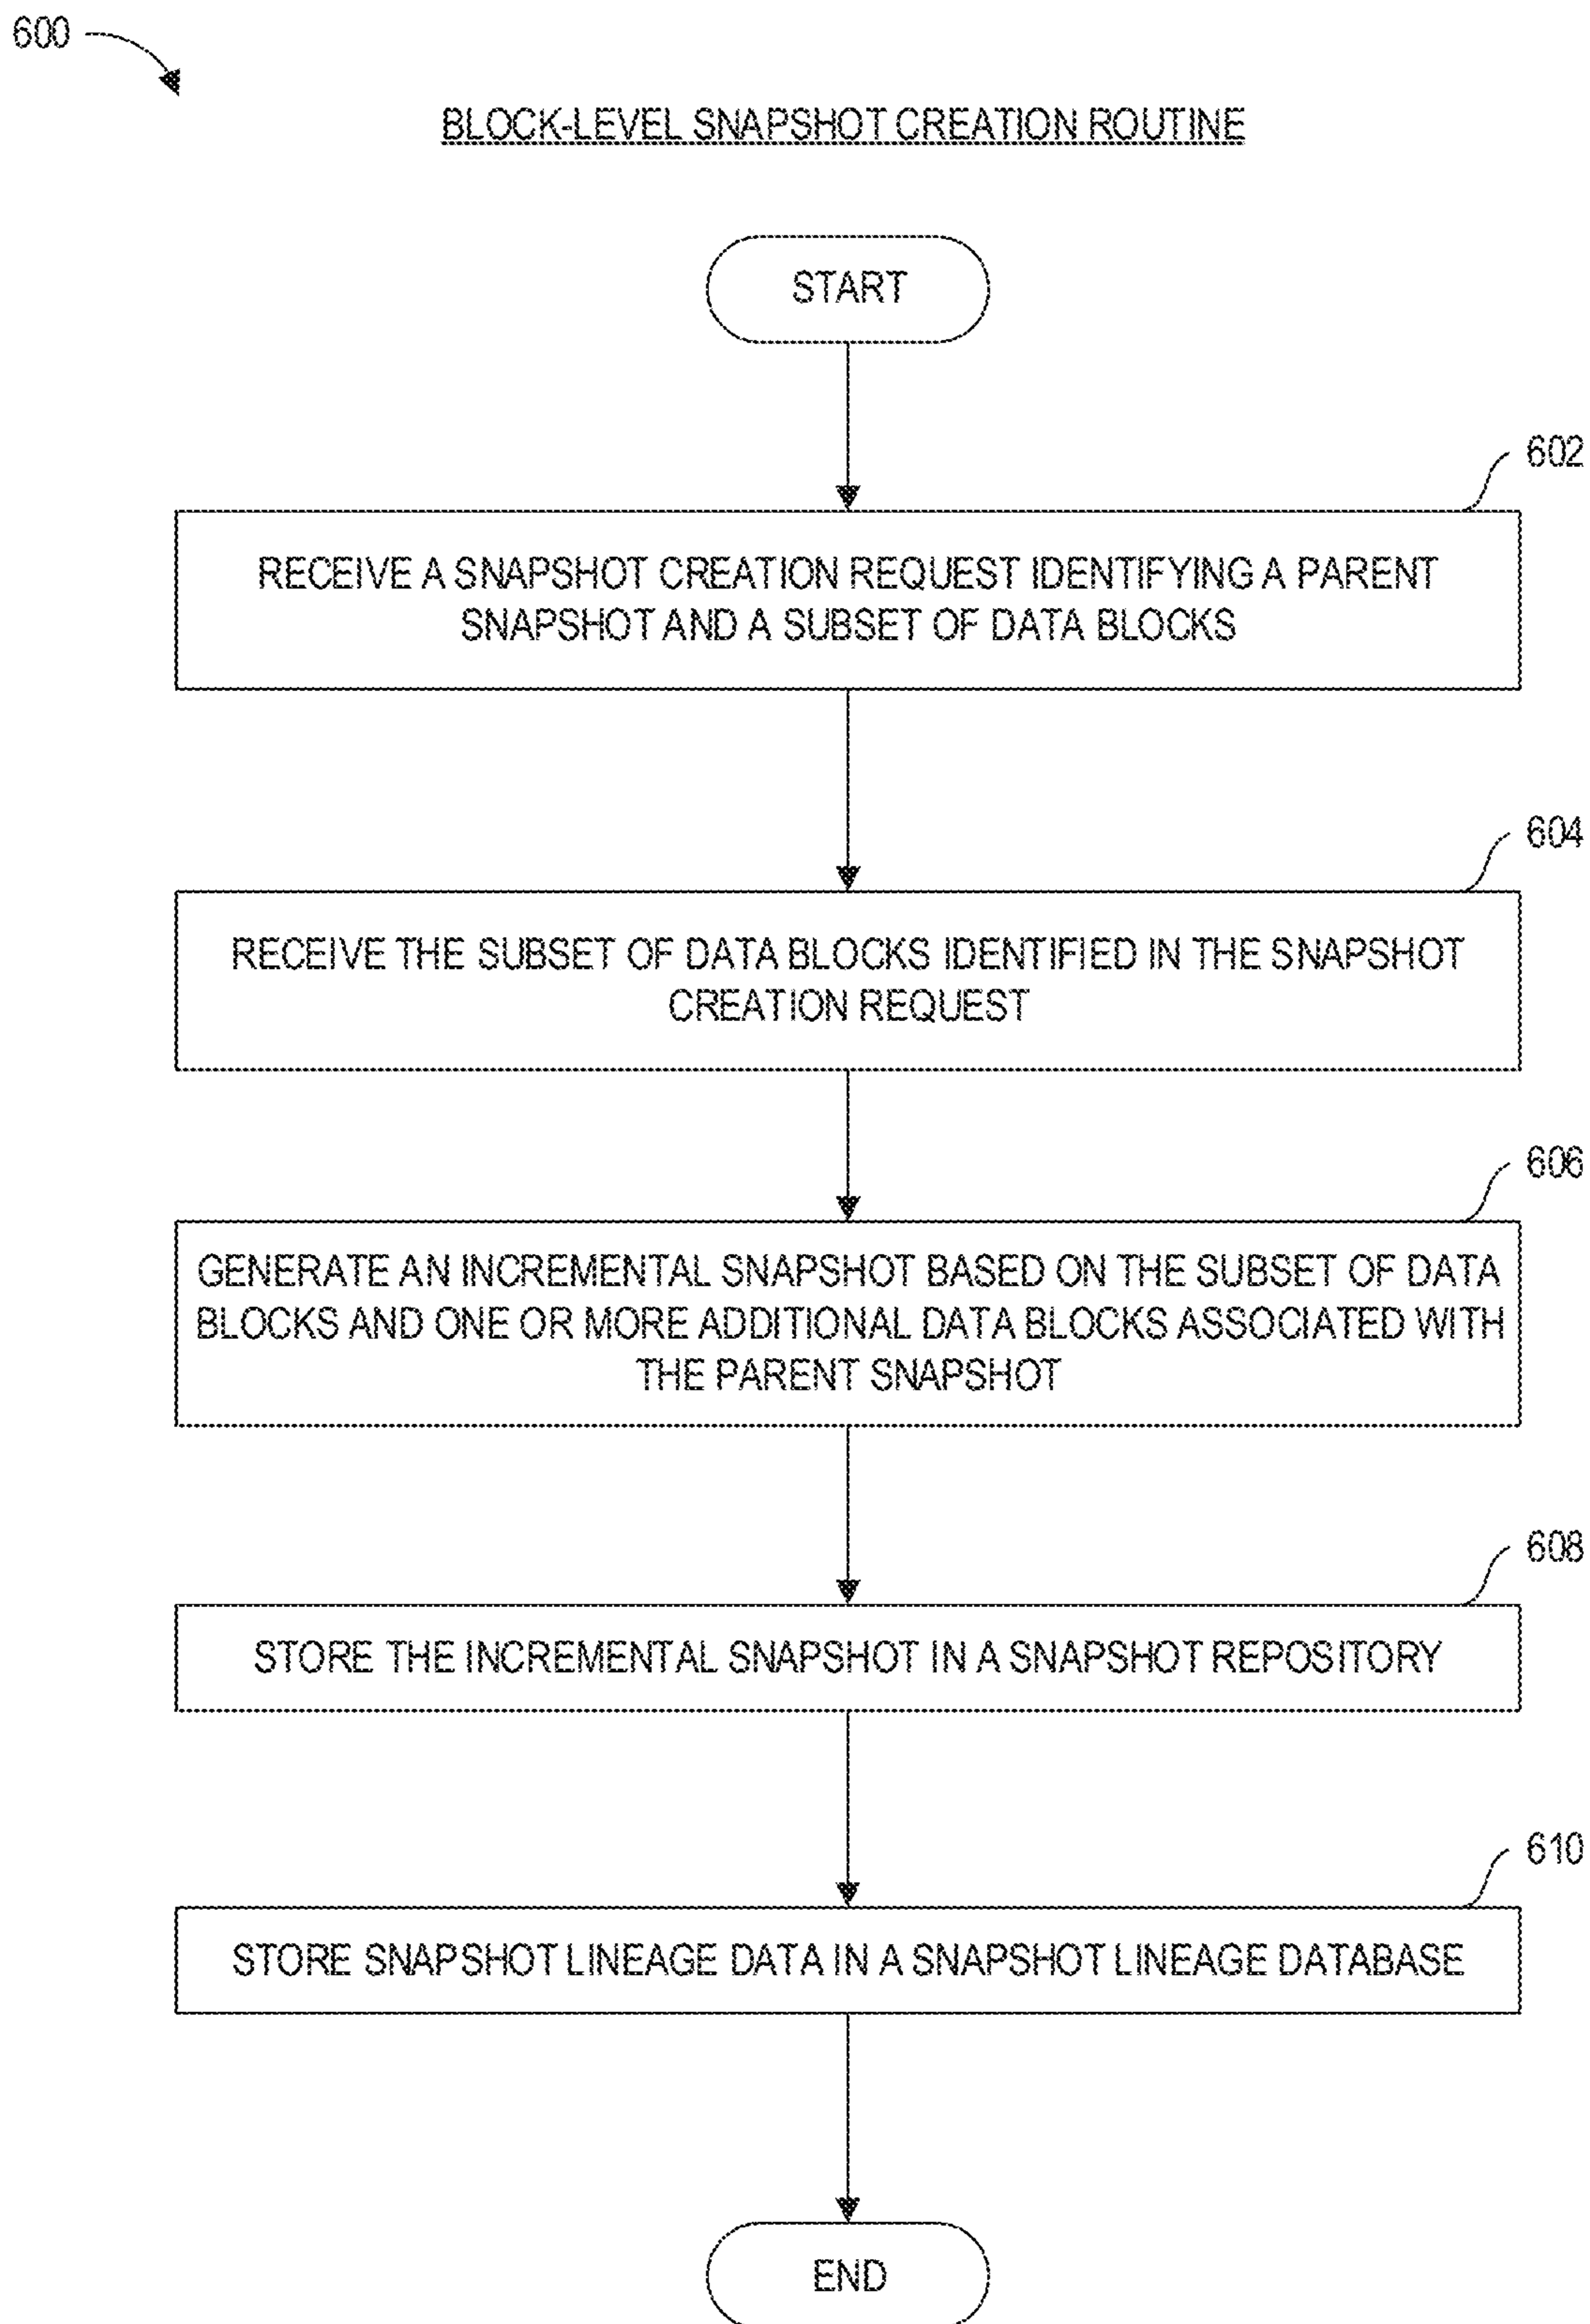 600
BLOCK-LEVEL SNAPSHOT CREATION ROUTINE
START
602
RECEIVE A SNAPSHOT CREATION REQUEST IDENTIFYING A PARENT
SNAPSHOT AND A SUBSET OF DATA BLOCKS
604
RECEIVE THE SUBSET OF DATA BLOCKS IDENTIFIED IN THE SNAPSHOT
CREATION REQUEST
606
GENERATE AN INCREMENTAL SNAPSHOT BASED ON THE SUBSET OF DATA
BLOCKS AND ONE OR MORE ADDITIONAL DATA BLOCKS ASSOCIATED WITH
THE PARENT SNAPSHOT
608
STORE THE INCREMENTAL SNAPSHOT IN A SNAPSHOT REPOSITORY
610
STORE SNAPSHOT LINEAGE DATA IN A SNAPSHOT LINEAGE DATABASE
END